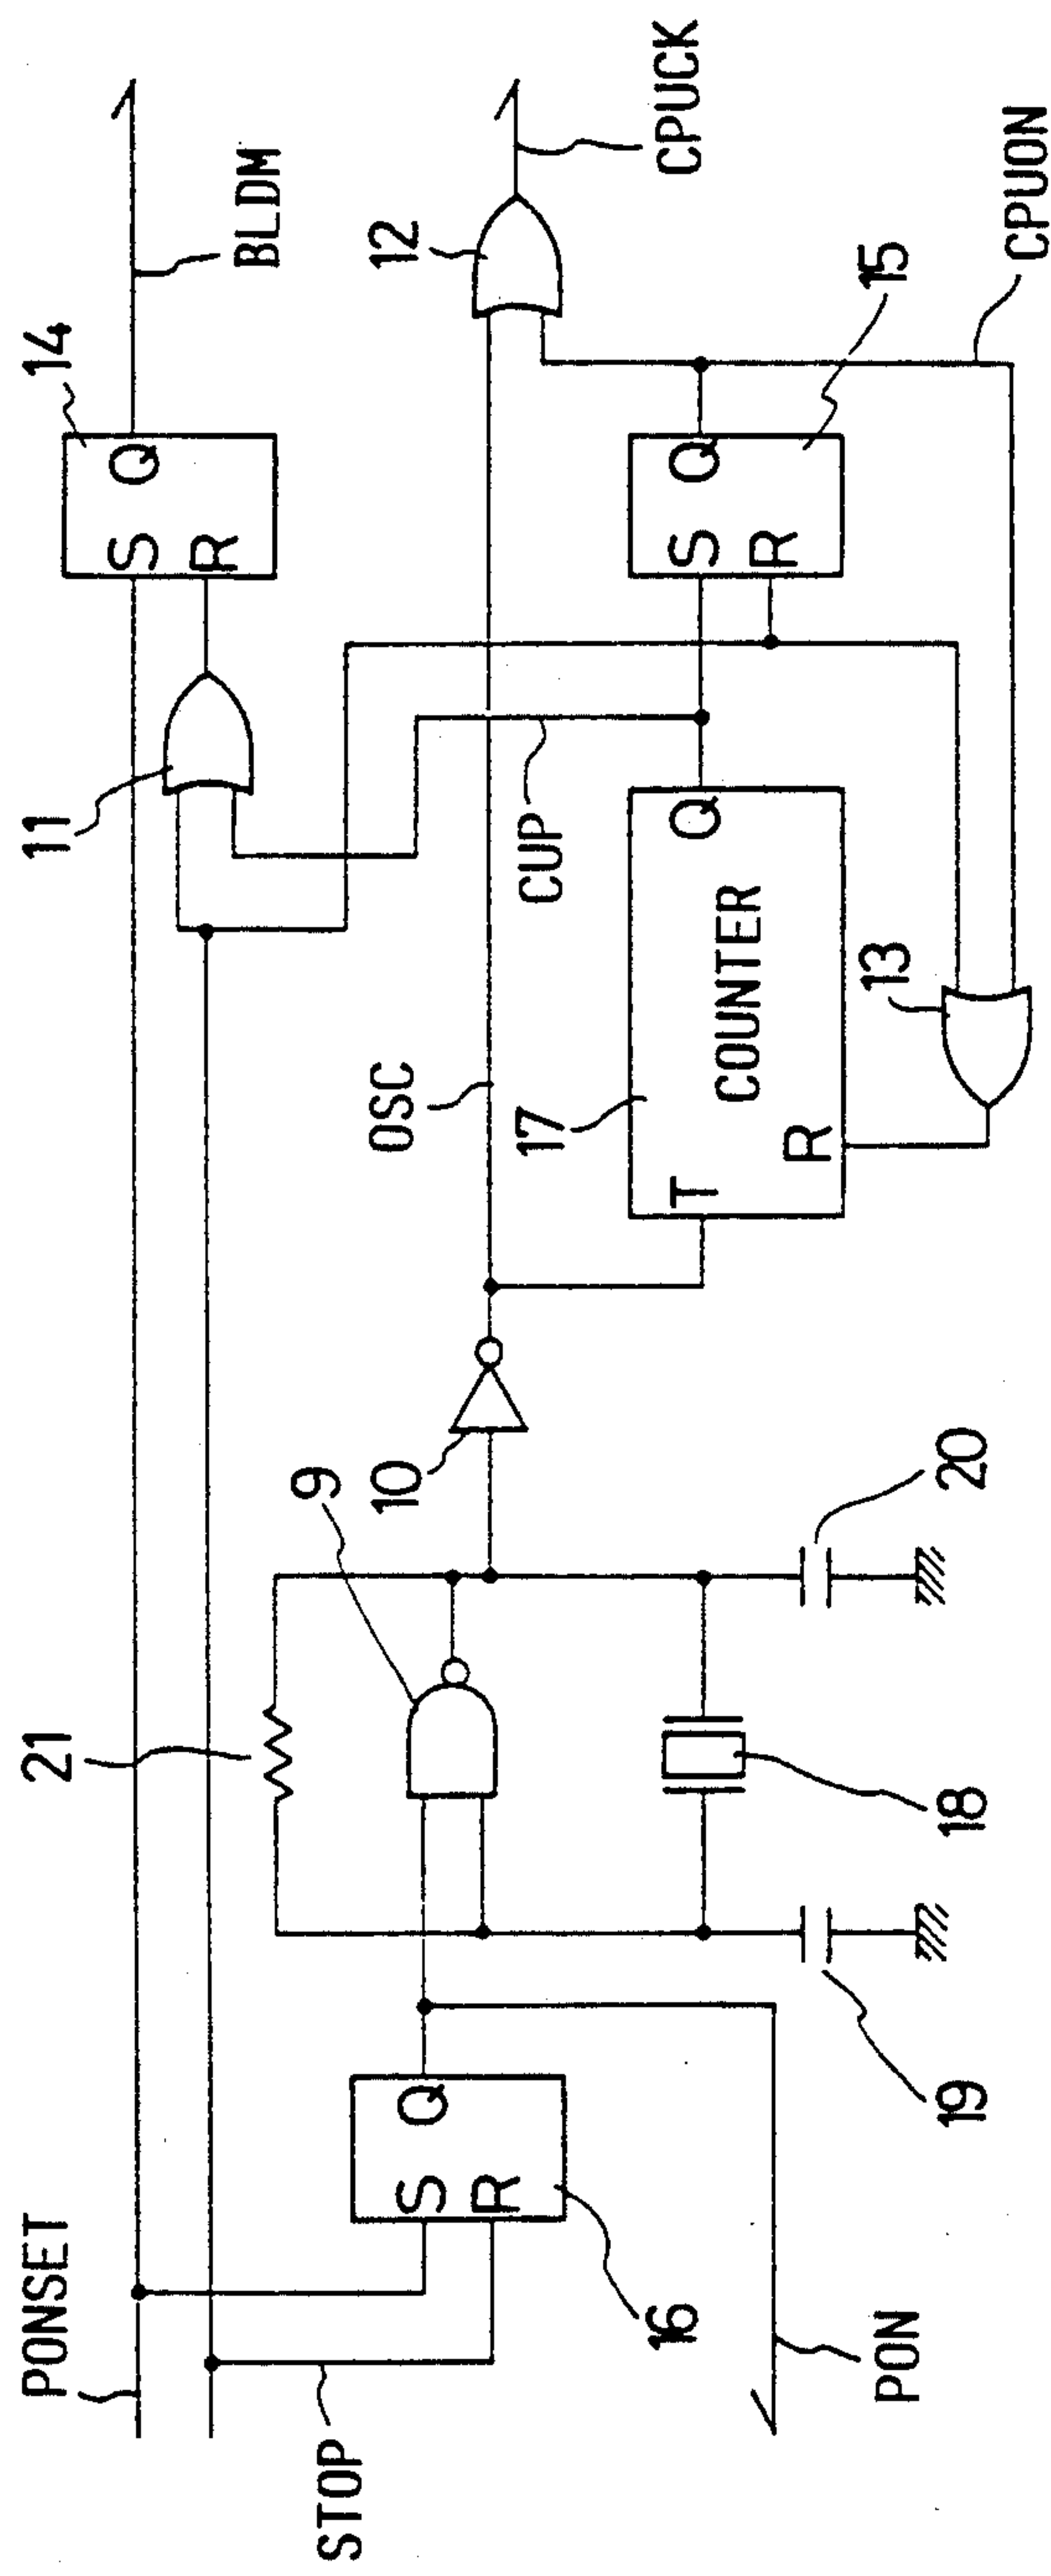 PONSET
STOP
16
S Q
R
PON
21
9
18
19
20
10
OSC
17
T Q
COUNTER
R
13
CUP
11
14
S Q
R
BLDM
15
S Q
R
12
CPUCK
CPUON